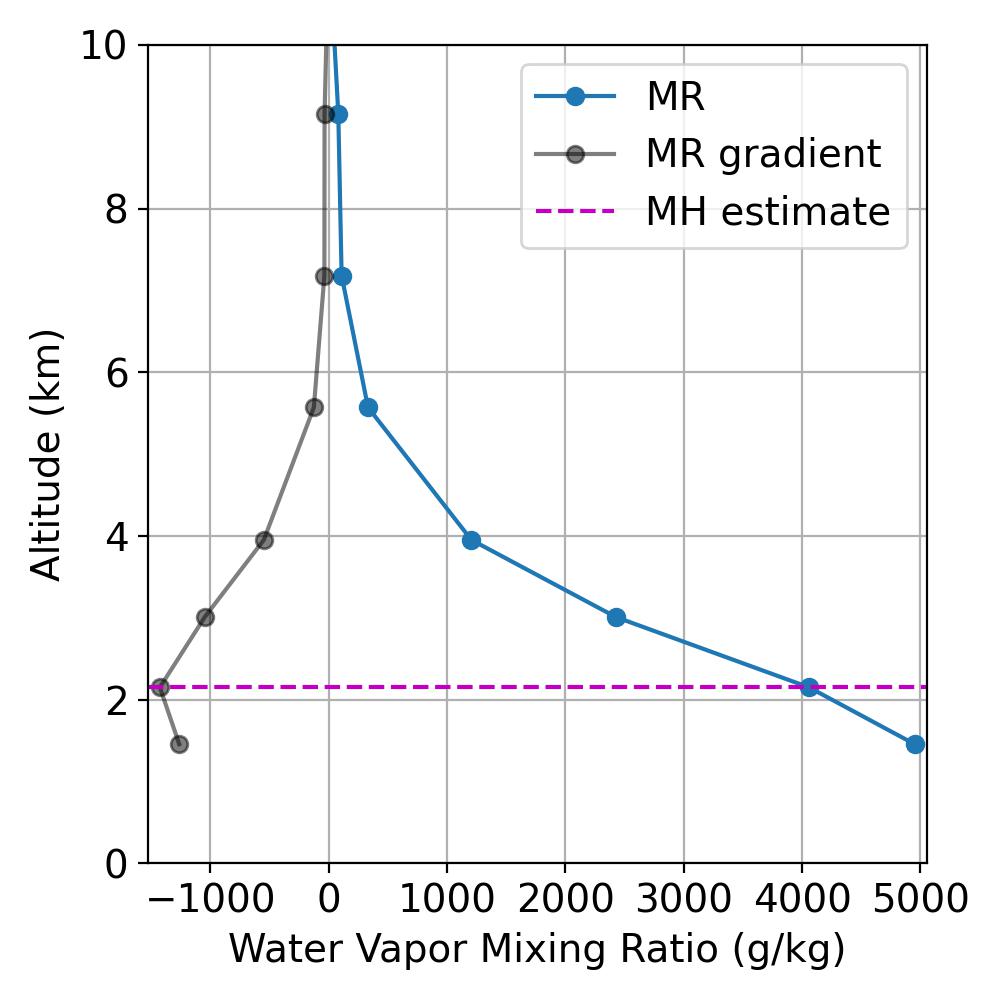 10
8
6
4
2
0
Altitude (km)
MR
MR gradient
MH estimate
−1000 0 1000 2000 3000 4000 5000
Water Vapor Mixing Ratio (g/kg)